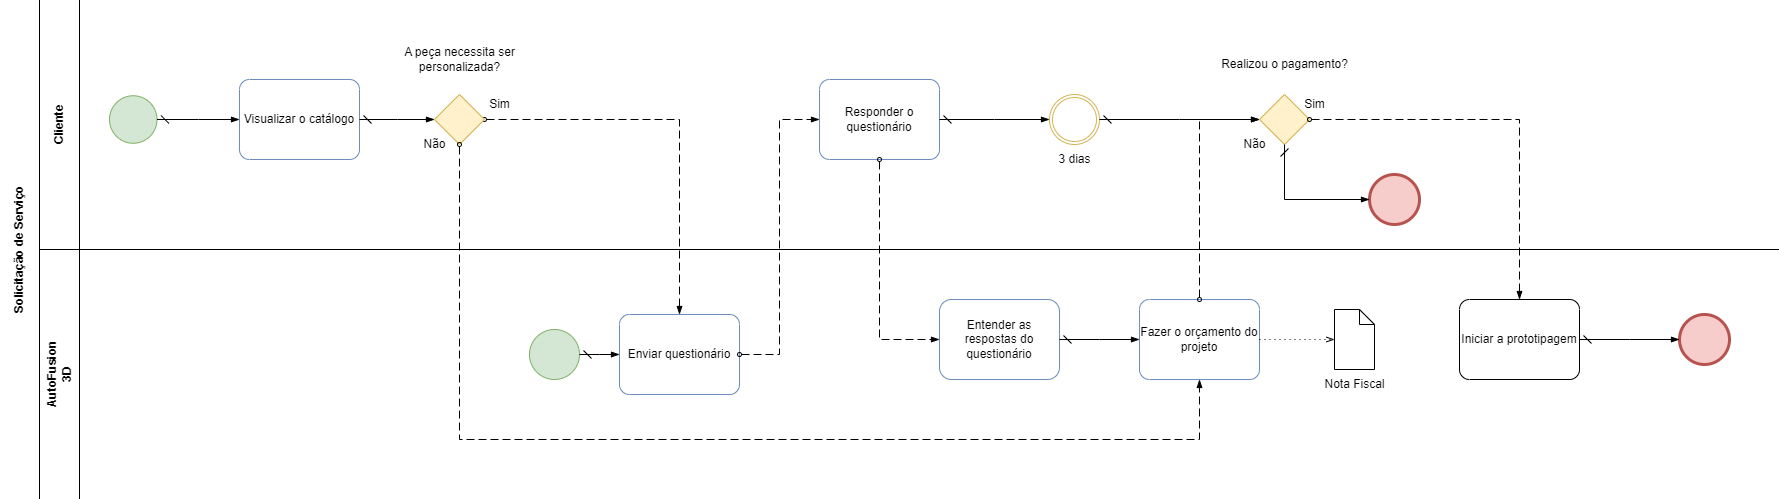 Solicitação de Serviço
Cliente
A peça necessita ser
personalizada?
Visualizar o catálogo
Sim
Não
Responder o
questionário
3 dias
Realizou o pagamento?
Sim
Não
AutoFusion
3D
Enviar questionário
Entender as
respostas do
questionário
Fazer o orçamento do
projeto
Nota Fiscal
Iniciar a prototipagem